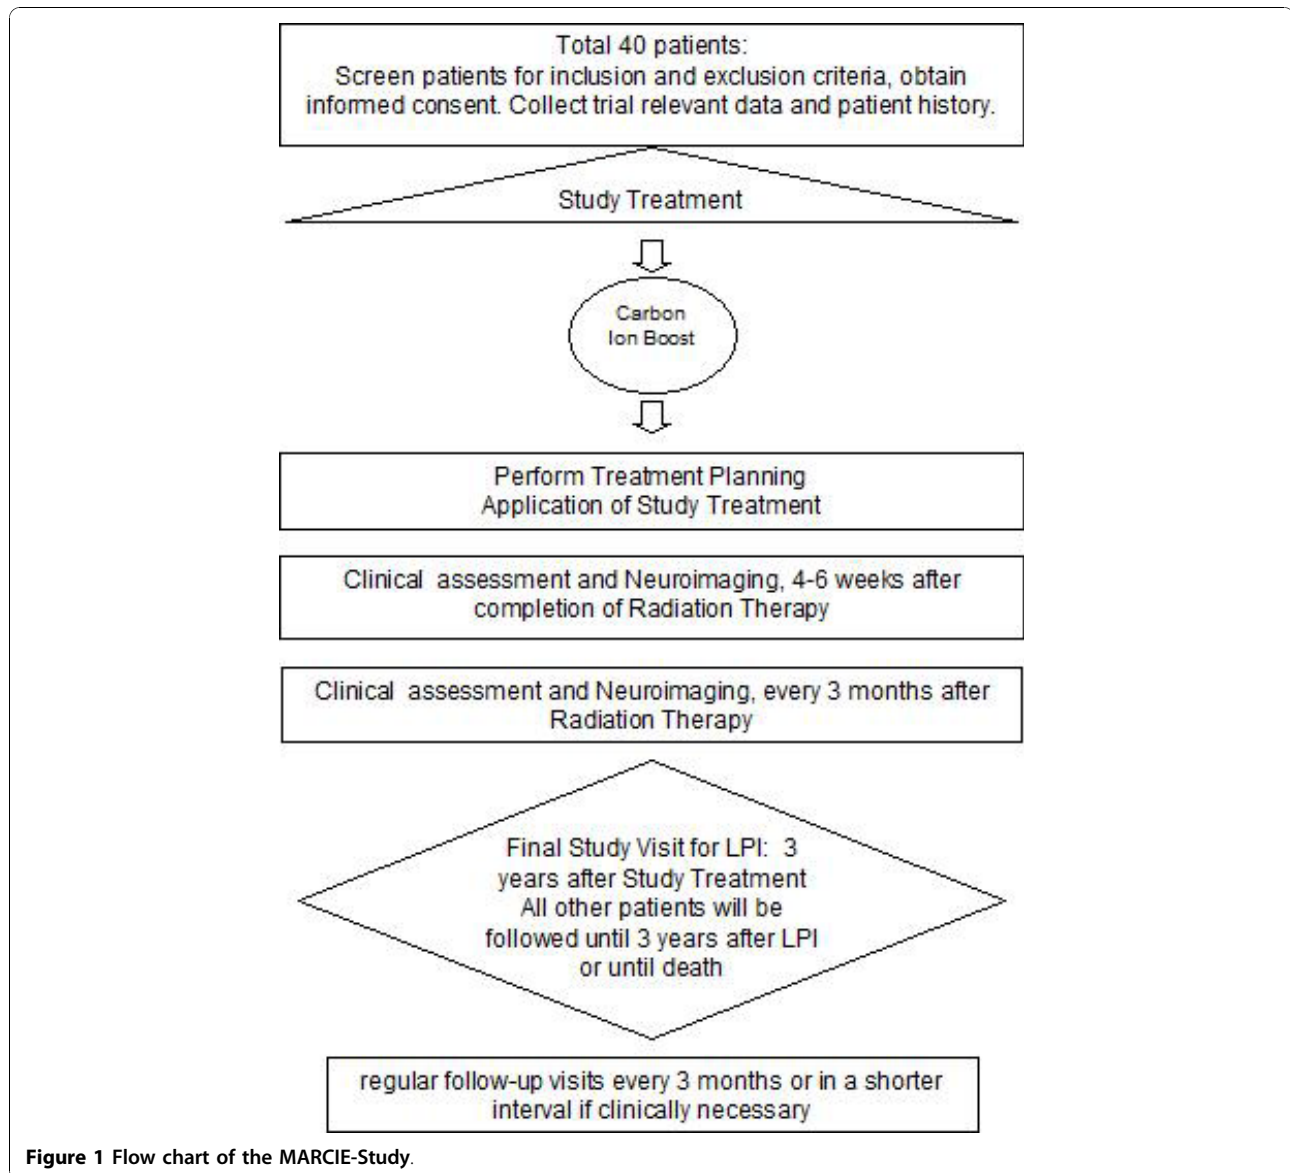 Total 40 patients:
Screen patients for inclusion and exclusion criteria, obtain
informed consent. Collect trial relevant data and patient history.
Study Treatment
Carbon
Ion Boost
Perform Treatment Planning
Application of Study Treatment
Clinical assessment and Neuroimaging, 4-6 weeks after
completion of Radiation Therapy
Clinical assessment and Neuroimaging, every 3 months after
Radiation Therapy
Final Study Visit for LPI: 3
years after Study Treatment
All other patients will be
followed until 3 years after LPI
or until death
regular follow-up visits every 3 months or in a shorter
interval if clinically necessary
Figure 1 Flow chart of the MARCIE-Study.